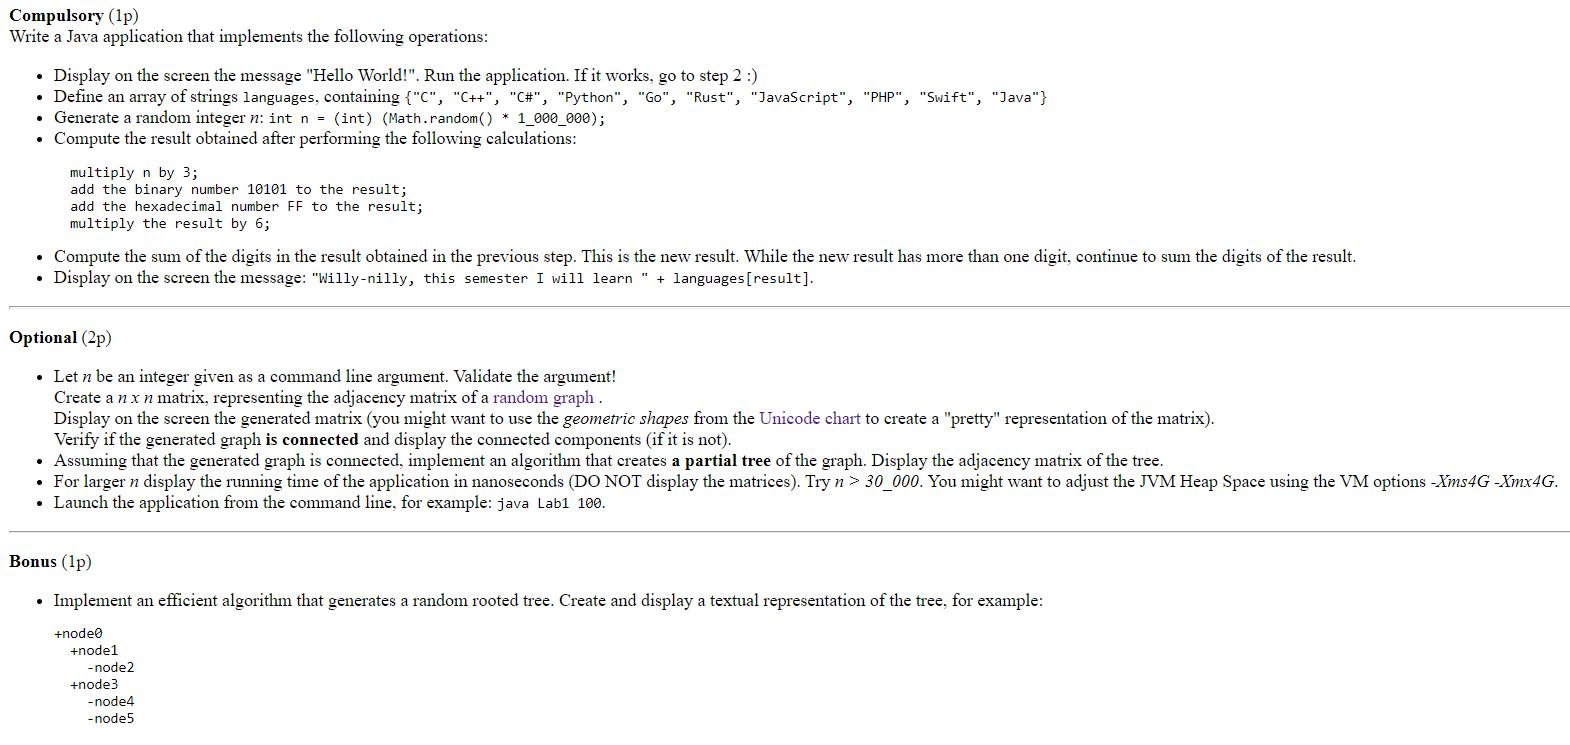 Compulsory (1p)
Write a Java application that implements the following operations:
• Display on the screen the message "Hello World!". Run the application. If it works, go to step 2 :)
• Define an array of strings languages, containing {"C", "C++", "C#", "Python", "Go", "Rust", "JavaScript", "PHP", "Swift", "Java"}
• Generate a random integer n: int n = (int) (Math.random() * 1_000_000);
• Compute the result obtained after performing the following calculations:
multiply n by 3;
add the binary number 10101 to the result;
add the hexadecimal number FF to the result;
multiply the result by 6;
• Compute the sum of the digits in the result obtained in the previous step. This is the new result. While the new result has more than one digit, continue to sum the digits of the result.
• Display on the screen the message: "Willy-nilly, this semester I will learn " + languages[result].
Optional (2p)
• Let n be an integer given as a command line argument. Validate the argument!
Create a n x n matrix, representing the adjacency matrix of a random graph .
Display on the screen the generated matrix (you might want to use the geometric shapes from the Unicode chart to create a "pretty" representation of the matrix).
Verify if the generated graph is connected and display the connected components (if it is not).
• Assuming that the generated graph is connected, implement an algorithm that creates a partial tree of the graph. Display the adjacency matrix of the tree.
• For larger n display the running time of the application in nanoseconds (DO NOT display the matrices). Try n > 30_000. You might want to adjust the JVM Heap Space using the VM options -Xms4G -Xmx4G.
• Launch the application from the command line, for example: java Lab1 100.
Bonus (1p)
• Implement an efficient algorithm that generates a random rooted tree. Create and display a textual representation of the tree, for example:
+node0
+node1
-node2
+node3
-node4
-node5